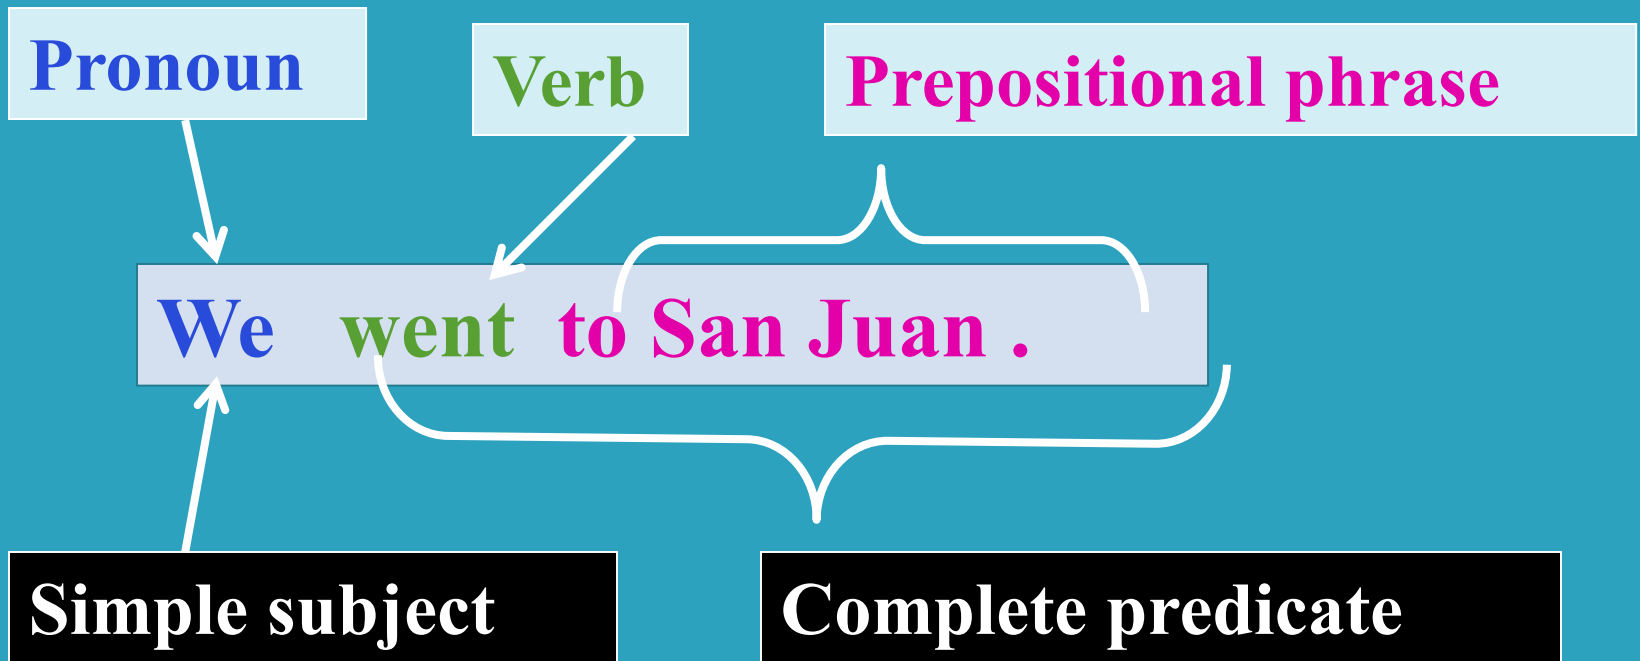 Pronoun
Verb
Prepositional phrase
We went to San Juan .
Simple subject
Complete predicate